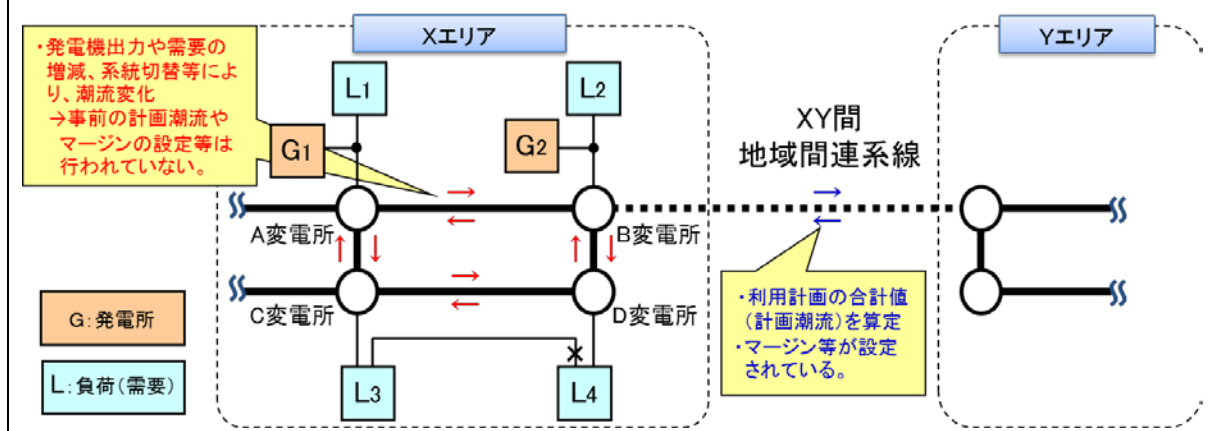 Xエリア
Yエリア
・発電機出力や需要の
増減、系統切替等によ
り、潮流変化
→事前の計画潮流や
マージンの設定等は
行われていない。
L1
L2
G1
G2
XY間
地域間連系線
A変電所
B変電所
C変電所
D変電所
・利用計画の合計値
(計画潮流)を算定
・マージン等が設定
されている。
G:発電所
L:負荷(需要)
L3
L4